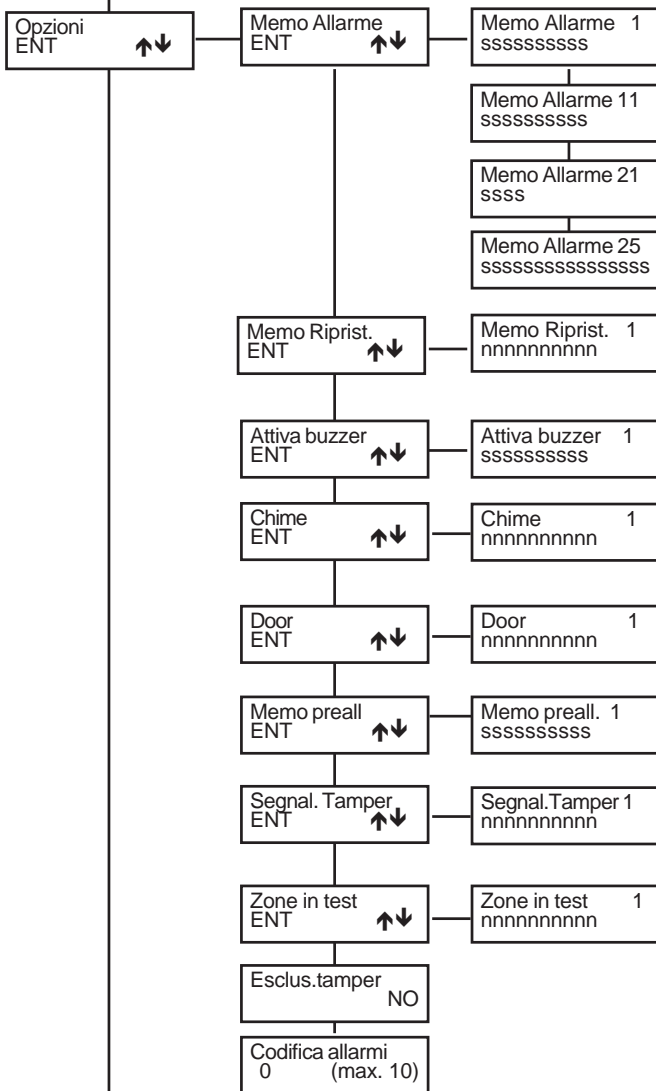 Opzioni
ENT ↑↓
Memo Allarme
ENT ↑↓
Memo Allarme 1
ssssssssss
Memo Allarme 11
ssssssssss
Memo Allarme 21
ssss
Memo Allarme 25
ssssssssssssssss
Memo Riprist.
ENT ↑↓
Memo Riprist. 1
nnnnnnnnnn
Attiva buzzer
ENT ↑↓
Attiva buzzer 1
ssssssssss
Chime
ENT ↑↓
Chime 1
nnnnnnnnnn
Door
ENT ↑↓
Door 1
nnnnnnnnnn
Memo preall
ENT ↑↓
Memo preall. 1
ssssssssss
Segnal. Tamper
ENT ↑↓
Segnal.Tamper 1
nnnnnnnnnn
Zone in test
ENT ↑↓
Zone in test 1
nnnnnnnnnn
Esclus.tamper
NO
Codifica allarmi
0 (max. 10)